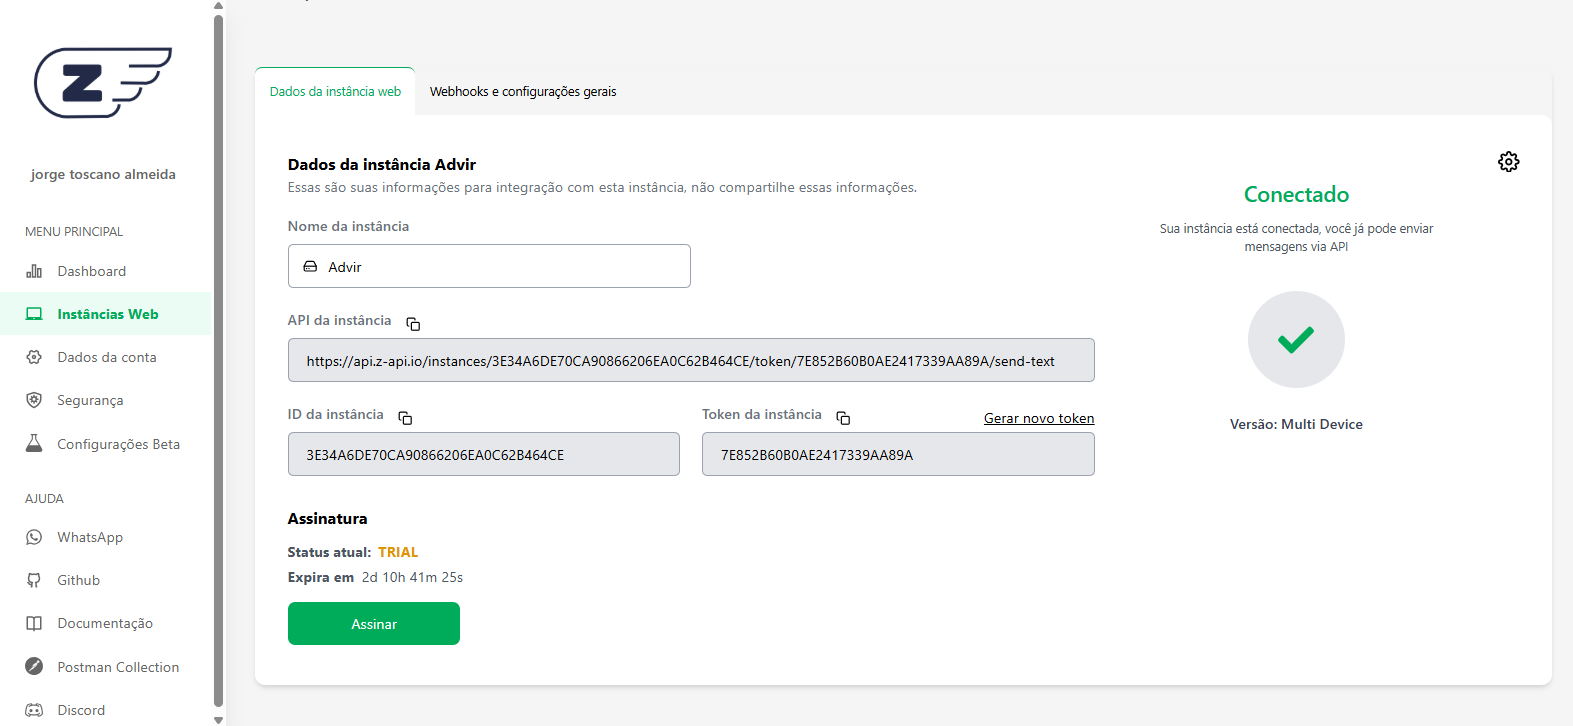 Z
jorge toscano almeida
MENU PRINCIPAL
Dashboard
Instâncias Web
Dados da conta
Segurança
Configurações Beta
AJUDA
WhatsApp
Github
Documentação
Postman Collection
Discord
Dados da instância web
Webhooks e configurações gerais
Dados da instância Advir
Essas são suas informações para integração com esta instância, não compartilhe essas informações.
Nome da instância
Advir
API da instância
https://api.z-api.io/instances/3E34A6DE70CA90866206EA0C62B464CE/token/7E852B60B0AE2417339AA89A/send-text
ID da instância
3E34A6DE70CA90866206EA0C62B464CE
Token da instância
Gerar novo token
7E852B60B0AE2417339AA89A
Assinatura
Status atual: TRIAL
Expira em 2d 10h 41m 25s
Assinar
Conectado
Sua instância está conectada, você já pode enviar
mensagens via API
Versão: Multi Device